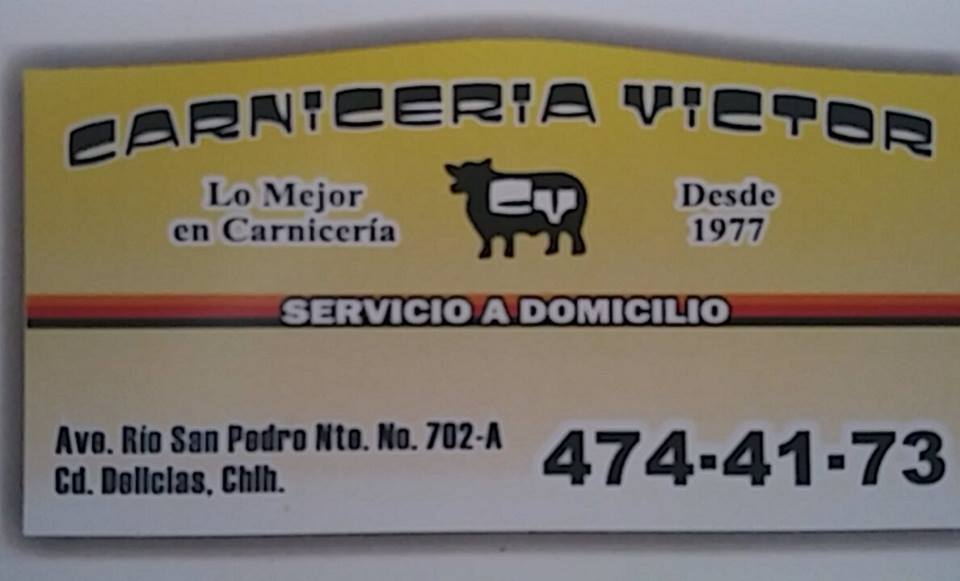 CARNICERIA VICTOR
Lo Mejor
en Carnicería
CV
Desde
1977
SERVICIO A DOMICILIO
Ave. Río San Pedro Nte. No. 702-A
Cd. Delicias, Chih.
474-41-73